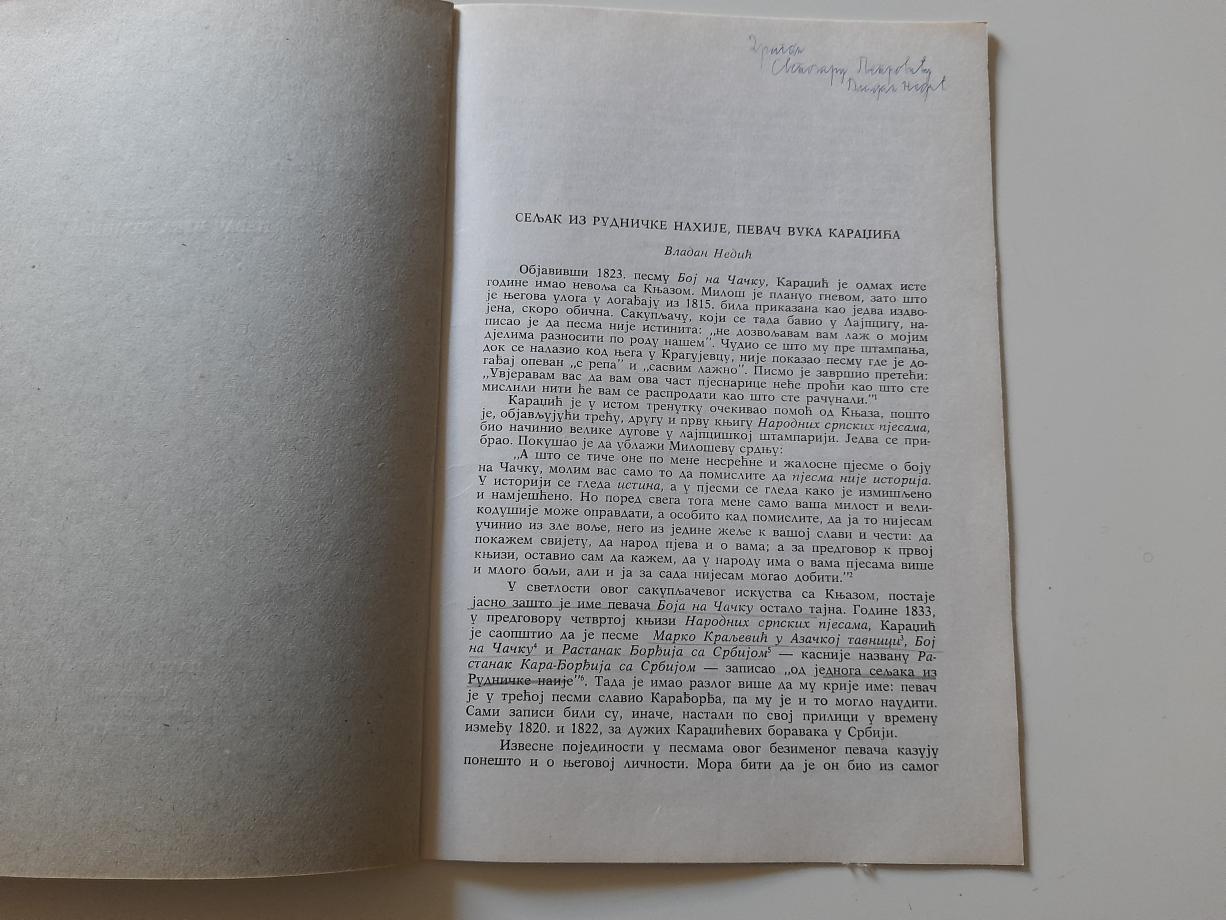 Драгом
Светозару Петровићу
Владан Недић
СЕЉАК ИЗ РУДНИЧКЕ НАХИЈЕ, ПЕВАЧ ВУКА КАРАЏИЋА
Владан Недић
Објавивши 1823. песму Бој на Чачку, Караџић је одмах исте
године имао невоља са Књазом. Милош је плануо гневом, зато што
је његова улога у догађају из 1815. била приказана као једва издво-
јена, скоро обична. Сакупљачу, који се тада бавио у Лајпцигу, на-
писао је да песма није истинита: „не дозвољавам вам лаж о мојим
дјелима разносити по роду нашем". Чудио се што му пре штампања,
док се налазио код њега у Крагујевцу, није показао песму где је до-
гађај опеван „с репа" и „сасвим лажно". Писмо је завршио претећи:
„Увјеравам вас да вам ова част пјеснарице неће проћи као што сте
мислили нити ће вам се распродати као што сте рачунали."¹
Караџић је у истом тренутку очекивао помоћ од Књаза, пошто
је, објављујући трећу, другу и прву књигу Народних српских пјесама,
био начинио велике дугове у лајпцишкој штампарији. Једва се при-
брао. Покушао је да ублажи Милошеву срдњу:
„А што се тиче оне по мене несрећне и жалосне пјесме о боју
на Чачку, молим вас само то да помислите да пјесма није историја.
У историји се гледа истина, а у пјесми се гледа како је измишљено
и намјешћено. Но поред свега тога мене само ваша милост и вели-
кодушије може оправдати, а особито кад помислите, да ја то нијесам
учинио из зле воље, него из једине жеље к вашој слави и чести: да
покажем свијету, да народ пјева и о вама; а за предговор к првој
књизи, оставио сам да кажем, да у народу има о вама пјесама више
и млого бољи, али и ја за сада нијесам могао добити."²
У светлости овог сакупљачевог искуства са Књазом, постаје
јасно зашто је име певача Боја на Чачку остало тајна. Године 1833,
у предговору четвртој књизи Народних српских пјесама, Караџић
је саопштио да је песме Марко Краљевић у Азачкој тавници³, Бој
на Чачку⁴ и Растанак Ђорђија са Србијом⁵ — касније названу Ра-
станак Кара-Ђорђија са Србијом — записао „од једнога сељака из
Рудничке наије"⁶. Тада је имао разлог више да му крије име: певач
је у трећој песми славио Карађорђа, па му је и то могло наудити.
Сами записи били су, иначе, настали по свој прилици у времену
између 1820. и 1822, за дужих Караџићевих боравака у Србији.
Извесне појединости у песмама овог безименог певача казују
понешто и о његовој личности. Мора бити да је он био из самог